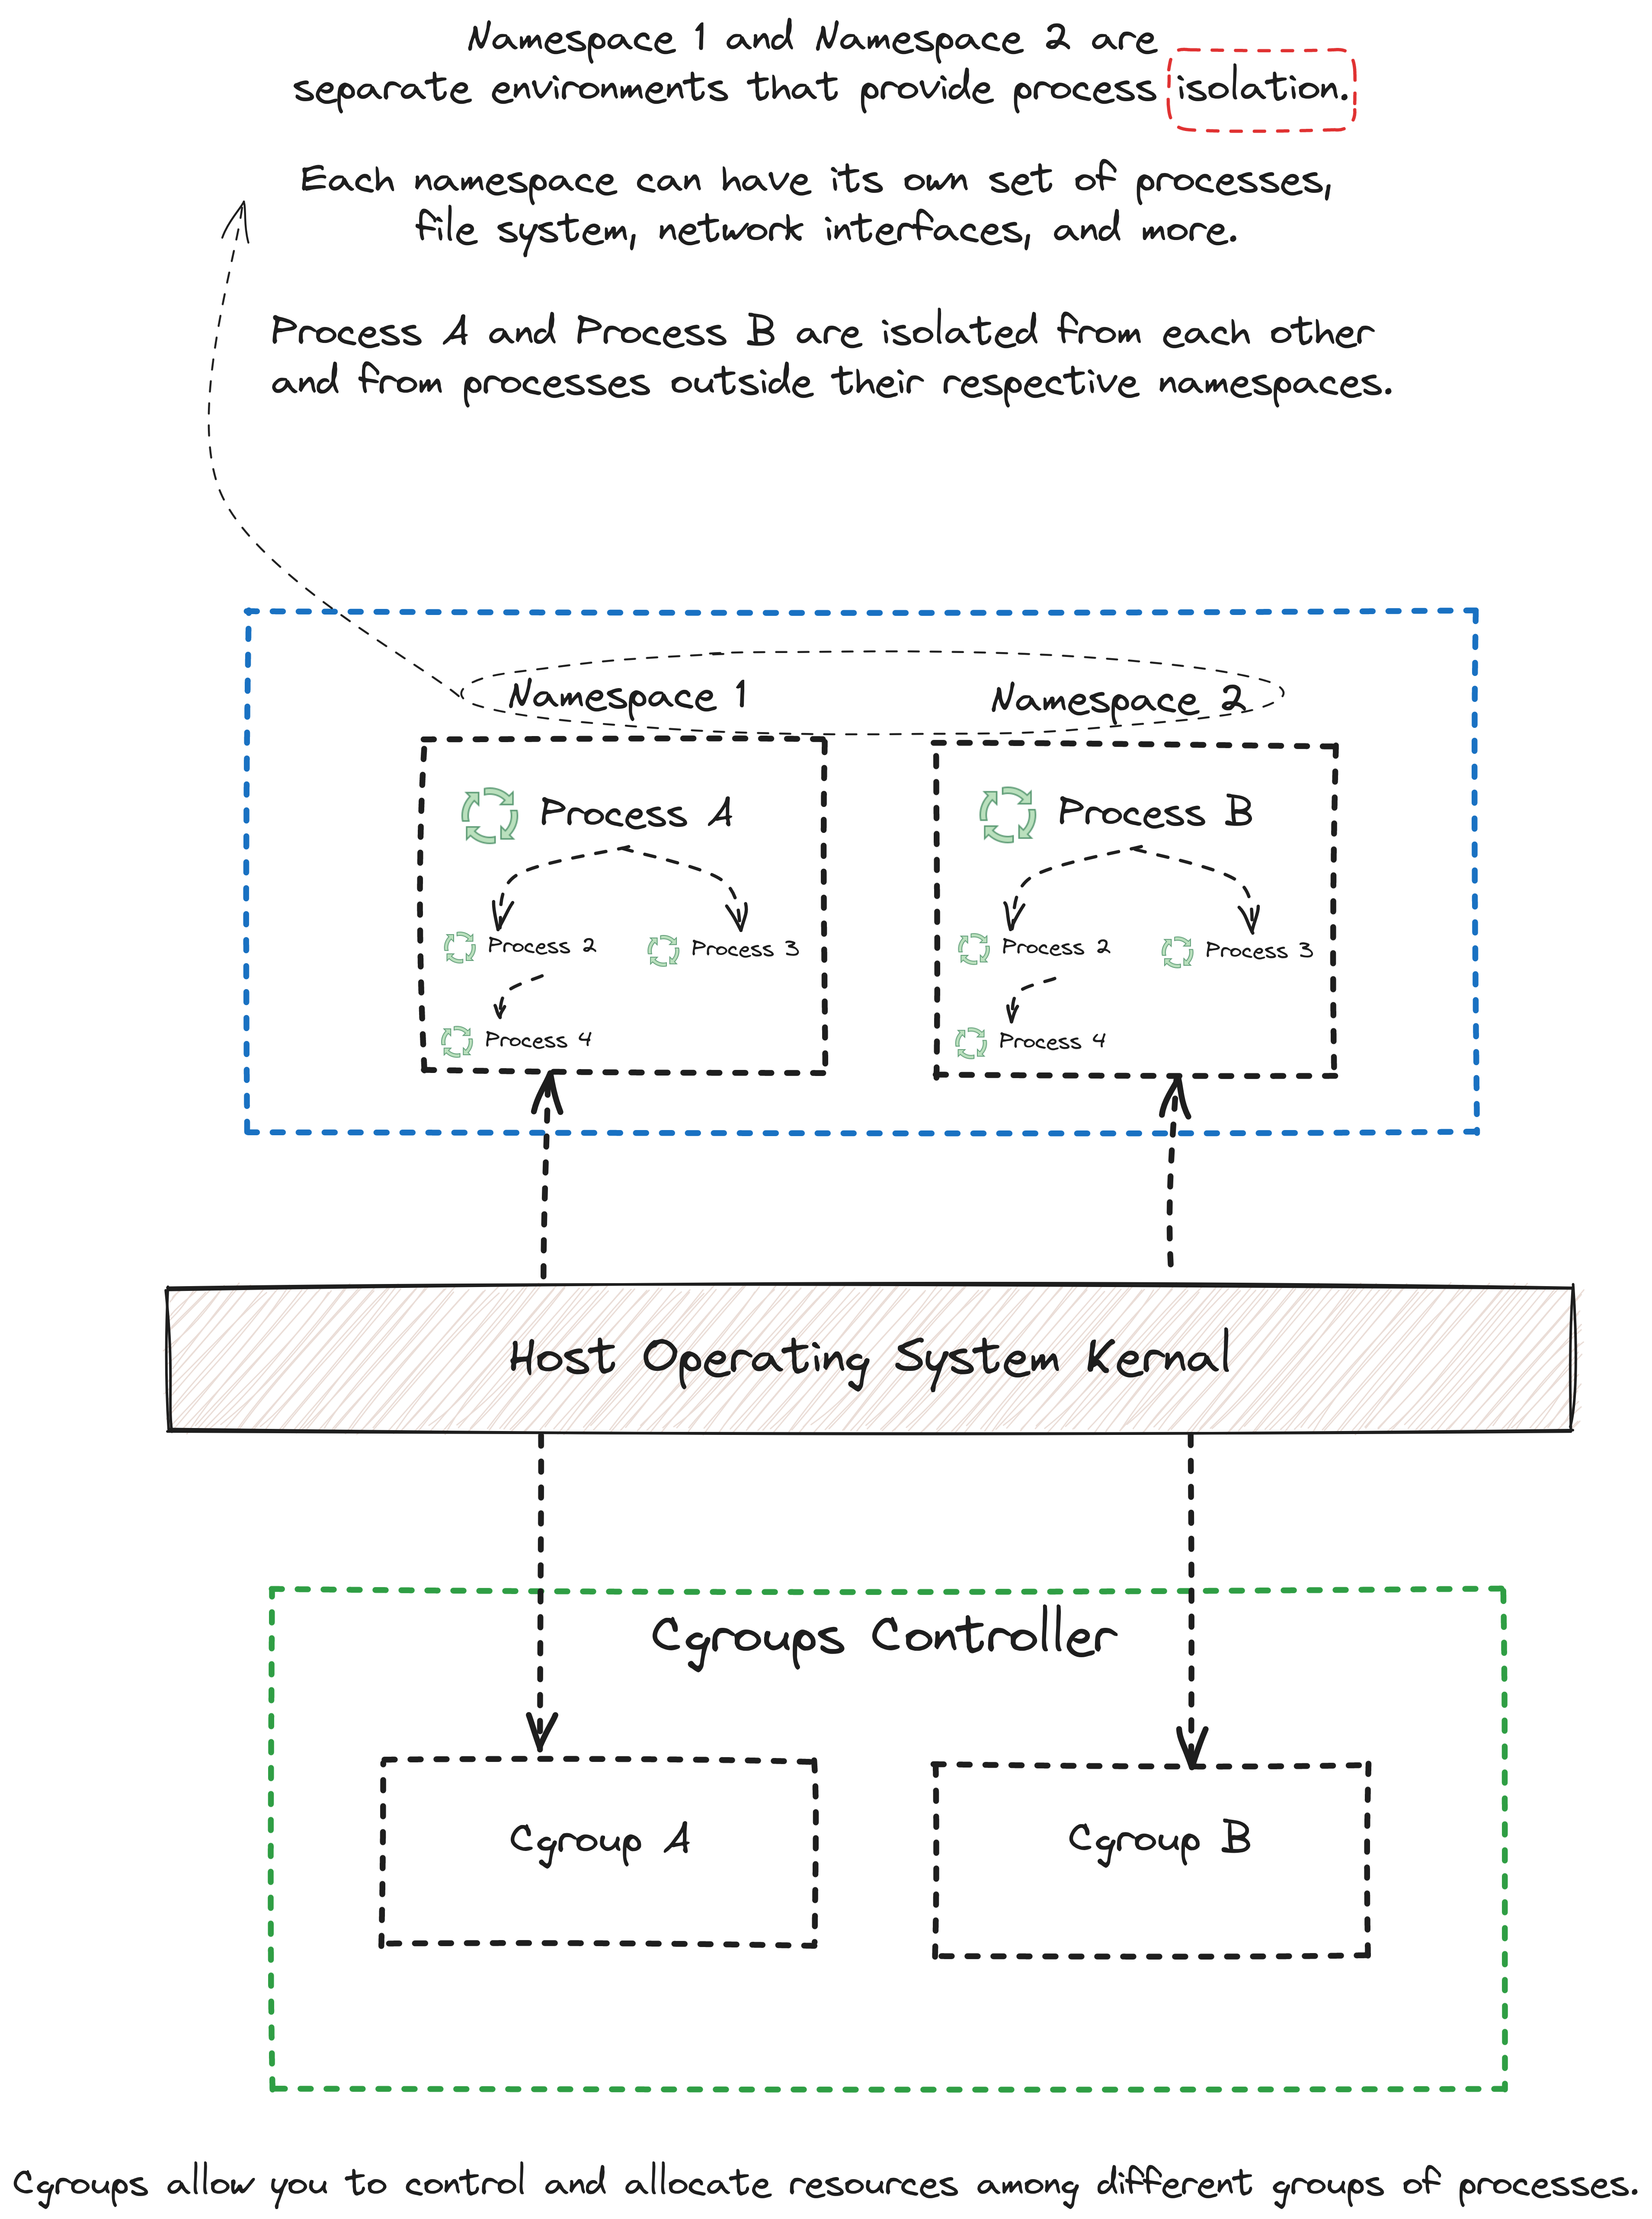 Namespace 1 and Namespace 2 are
separate environments that provide process isolation.
Each namespace can have its own set of processes,
file system, network interfaces, and more.
Process A and Process B are isolated from each other
and from processes outside their respective namespaces.
Namespace 1
Namespace 2
Process A
Process B
Process 2
Process 3
Process 2
Process 3
Process 4
Process 4
Host Operating System Kernal
Cgroups Controller
Cgroup A
Cgroup B
Cgroups allow you to control and allocate resources among different groups of processes.